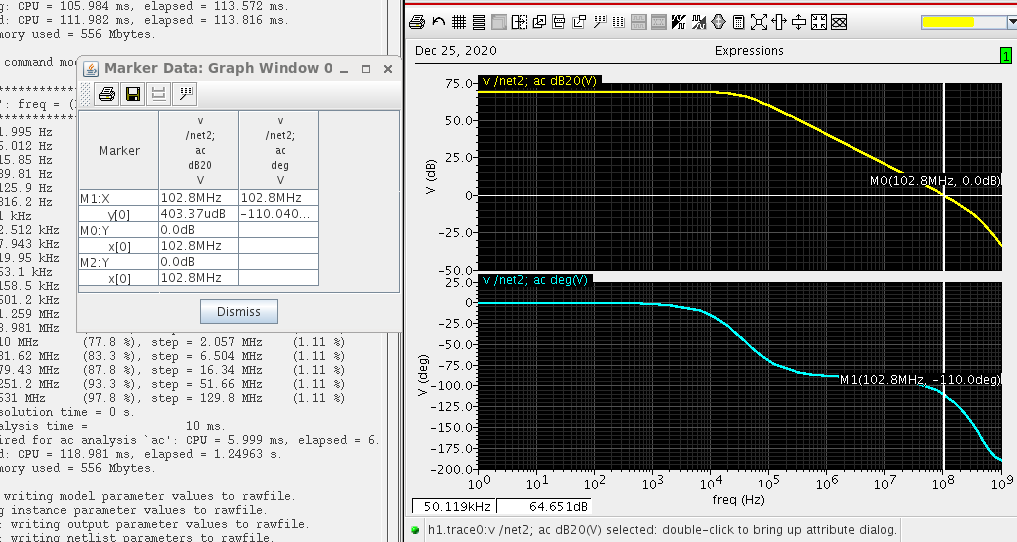 g: CPU = 105.984 ms, elapsed = 113.572 ms.
d: CPU = 111.982 ms, elapsed = 113.816 ms.
mory used = 556 Mbytes.
command mo
': freq = (
1.995 Hz
5.012 Hz
15.85 Hz
39.81 Hz
125.9 Hz
316.2 Hz
1 kHz
2.512 kHz
7.943 kHz
19.95 kHz
53.1 kHz
158.5 kHz
501.2 kHz
1.259 MHz
3.981 MHz
10 MHz (77.8 %), step = 2.057 MHz (1.11 %)
31.62 MHz (83.3 %), step = 6.504 MHz (1.11 %)
79.43 MHz (87.8 %), step = 16.34 MHz (1.11 %)
251.2 MHz (93.3 %), step = 51.66 MHz (1.11 %)
531 MHz (97.8 %), step = 129.8 MHz (1.11 %)
solution time = 0 s.
alysis time = 10 ms.
ired for ac analysis `ac': CPU = 5.999 ms, elapsed = 6.
d: CPU = 118.981 ms, elapsed = 1.24963 s.
mory used = 556 Mbytes.
writing model parameter values to rawfile.
g instance parameter values to rawfile.
: writing output parameter values to rawfile.
: writing netlist parameters to rawfile.
Marker Data: Graph Window 0
Marker
v
/net2;
ac
dB20
V
v
/net2;
ac
deg
V
M1:X 102.8MHz 102.8MHz
y[0] 403.37udB -110.040...
M0:Y 0.0dB
x[0] 102.8MHz
M2:Y 0.0dB
x[0] 102.8MHz
Dismiss
Dec 25, 2020
Expressions
1
v /net2; ac dB20(V)
75.0
50.0
25.0
0
-25.0
-50.0
V (dB)
M0(102.8MHz, 0.0dB)
v /net2; ac deg(V)
25.0
0
-25.0
-50.0
-75.0
-100.0
-125.0
-150.0
-175.0
-200.0
V (deg)
M1(102.8MHz, -110.0deg)
10^0 10^1 10^2 10^3 10^4 10^5 10^6 10^7 10^8 10^9
freq (Hz)
50.119kHz 64.651dB
h1.trace0:v /net2; ac dB20(V) selected: double-click to bring up attribute dialog.